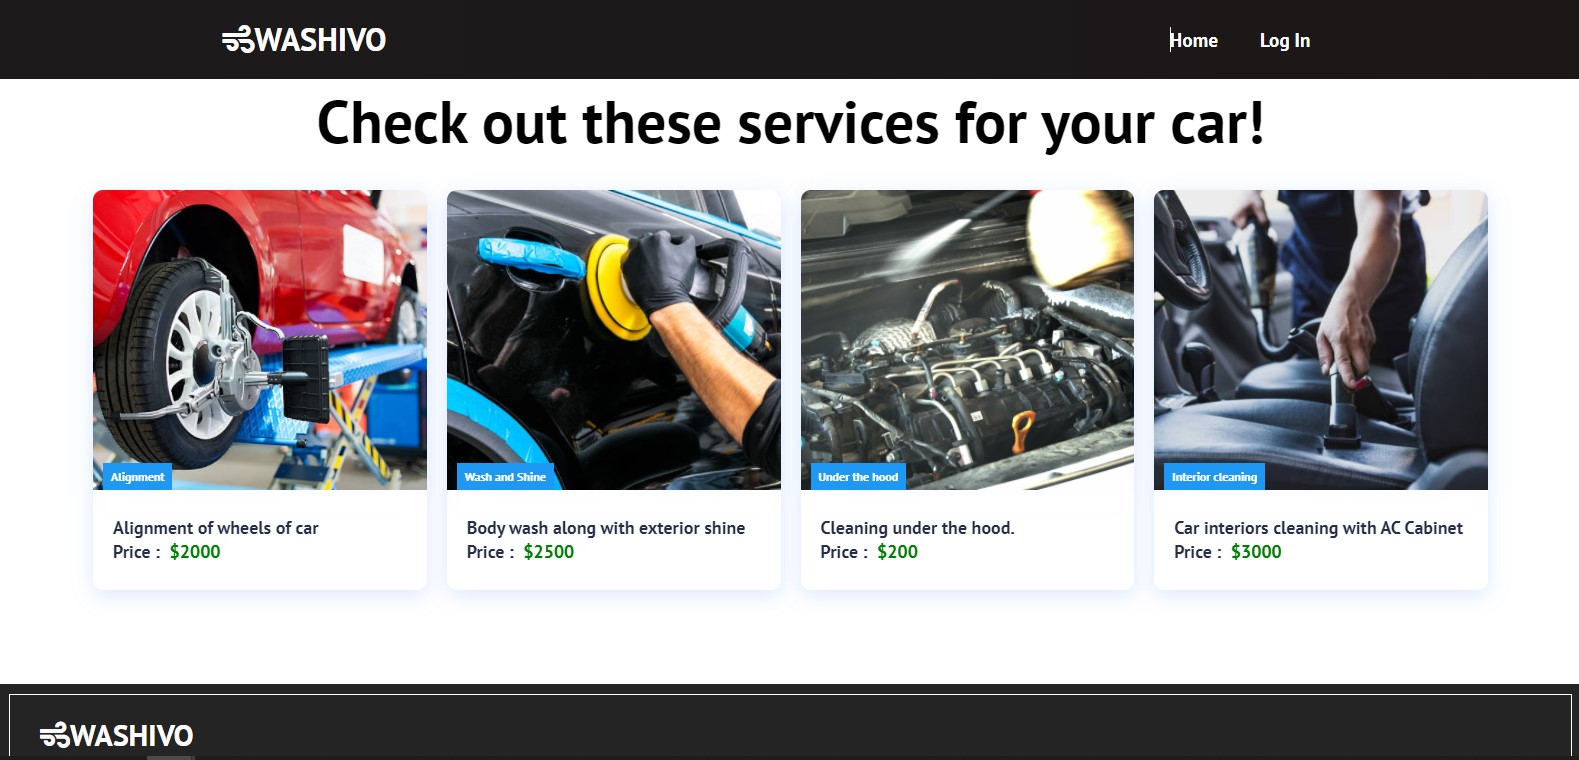 WASHIVO
Home
Log In
Check out these services for your car!
Alignment
Alignment of wheels of car
Price : $2000
Wash and Shine
Body wash along with exterior shine
Price : $2500
Under the hood
Cleaning under the hood.
Price : $200
Interior cleaning
Car interiors cleaning with AC Cabinet
Price : $3000
WASHIVO